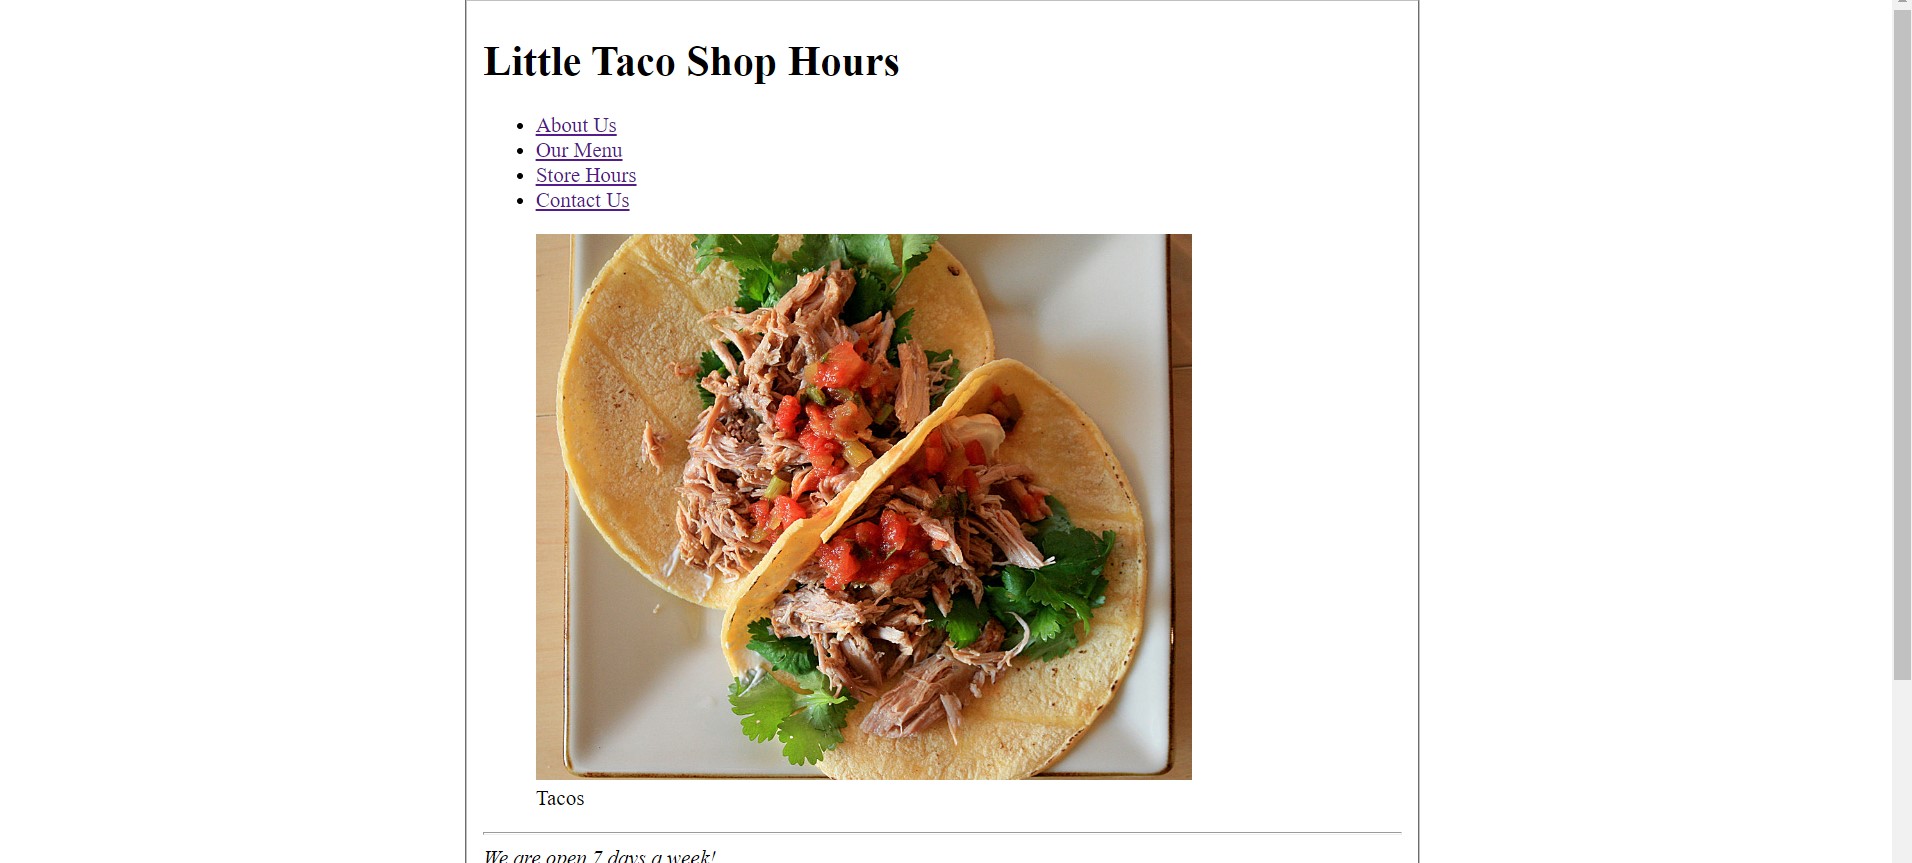 Little Taco Shop Hours
About Us
Our Menu
Store Hours
Contact Us
Tacos
We are open 7 days a week!